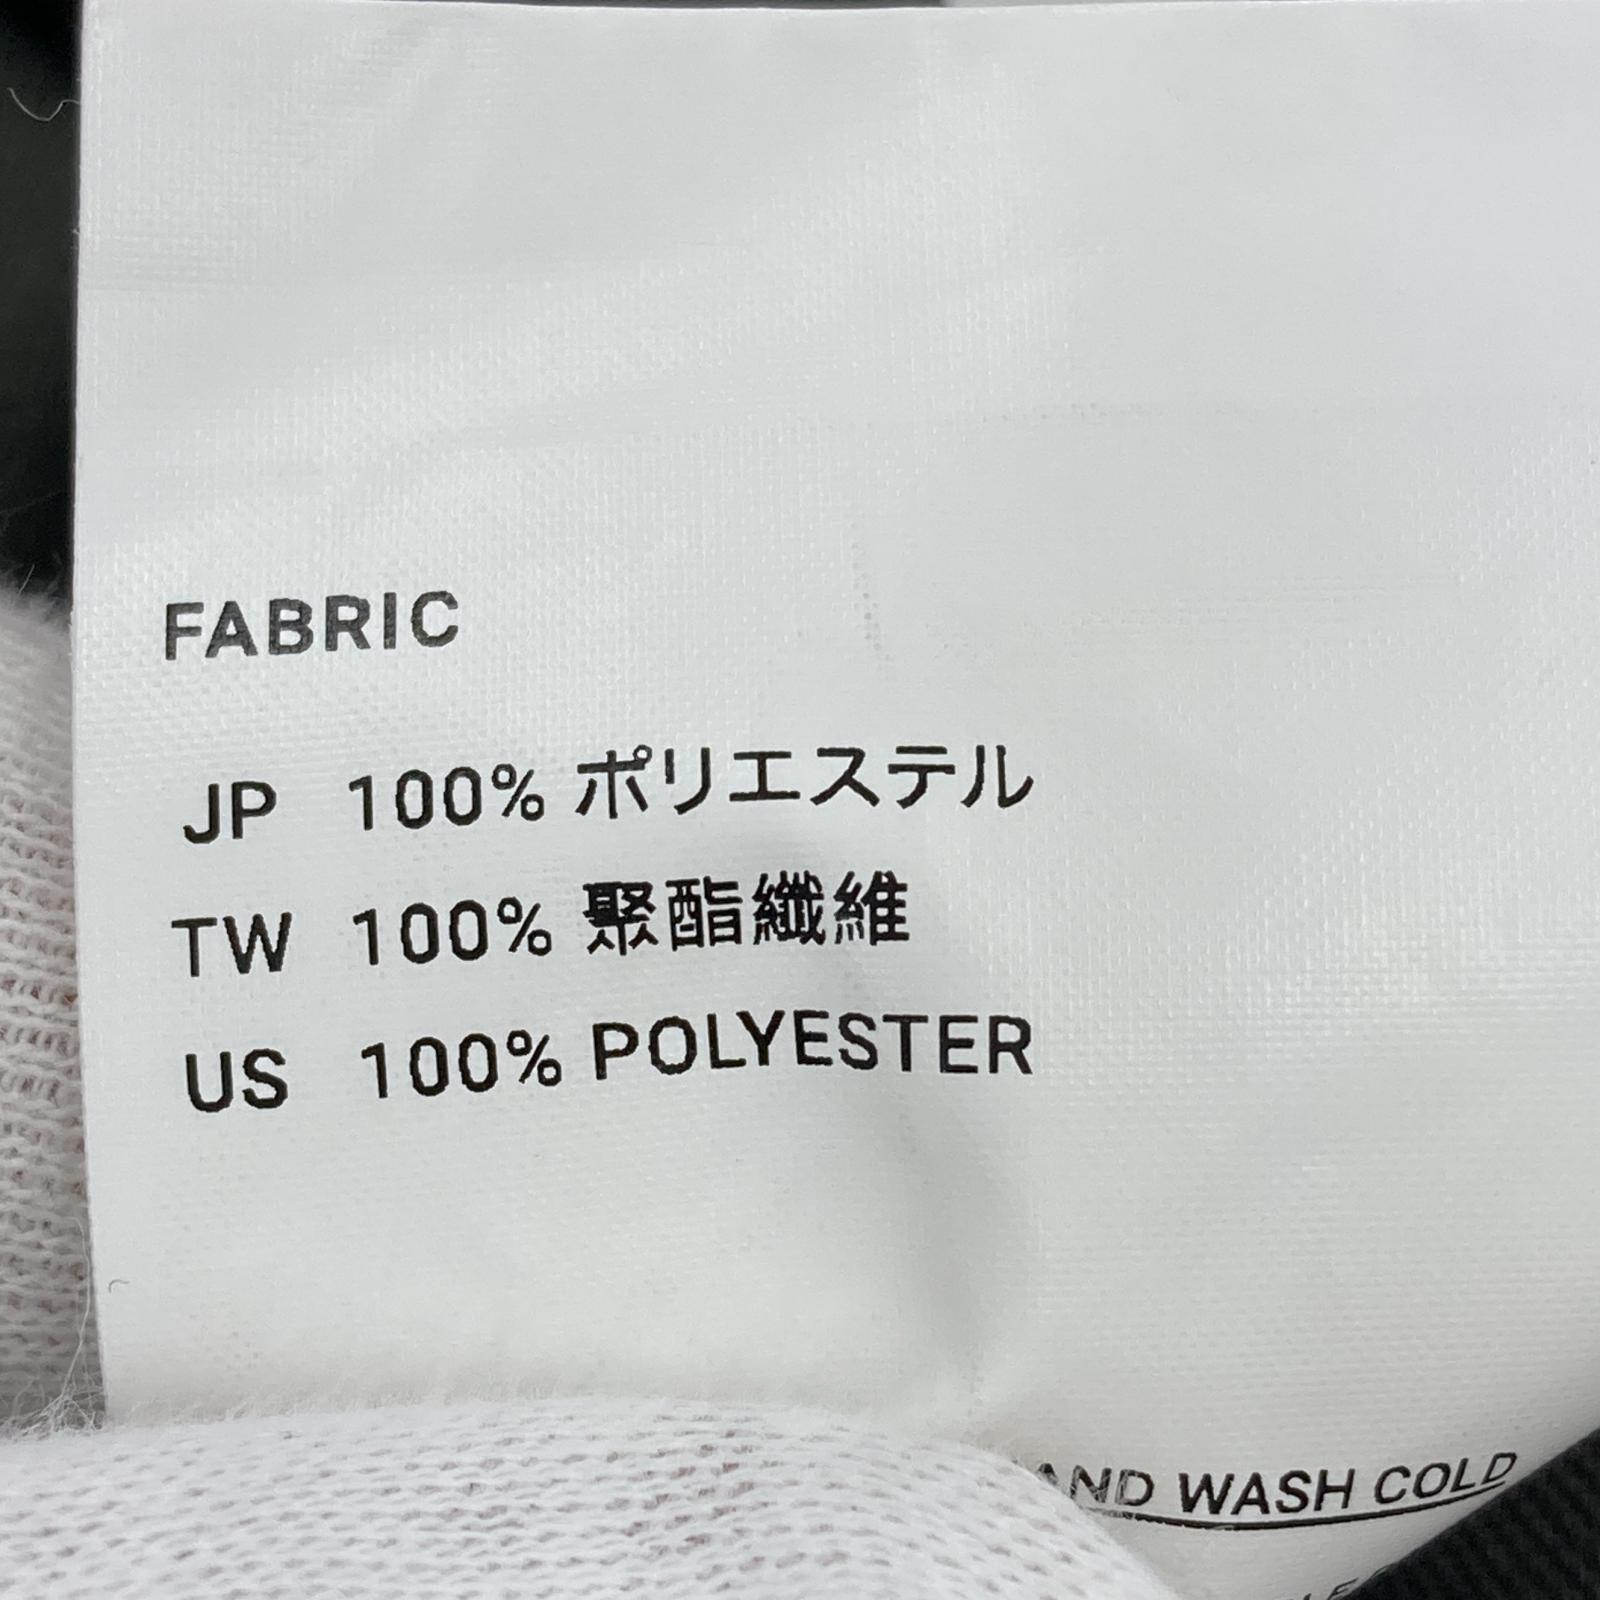 FABRIC
JP 100% ポリエステル
TW 100% 聚酯纖維
US 100% POLYESTER
WASH COLD